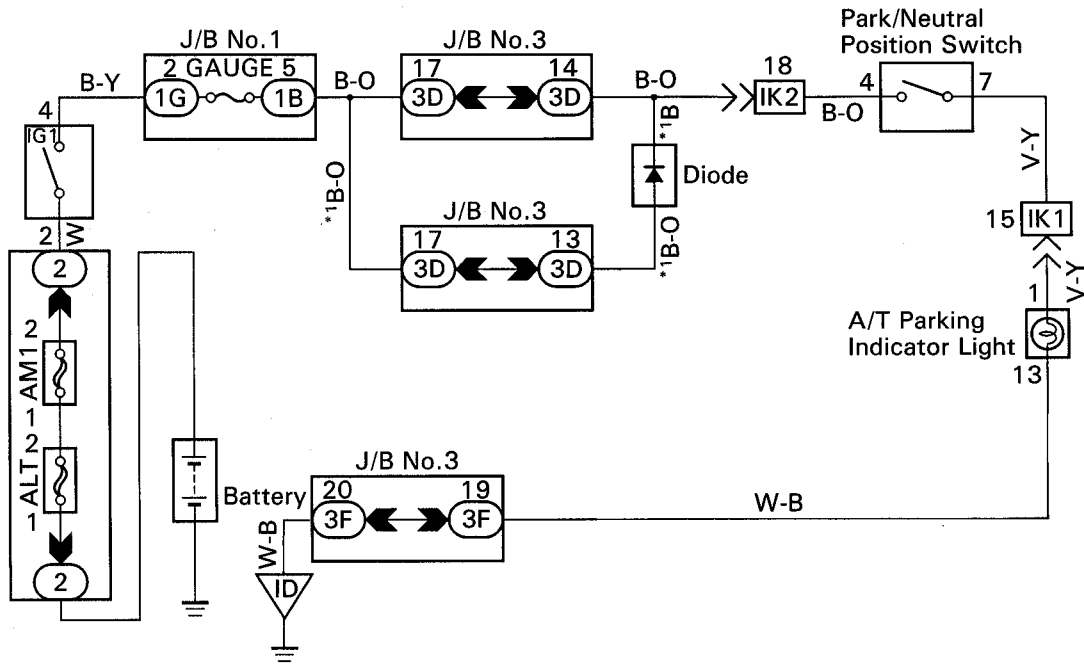 Park/Neutral
Position Switch
J/B No.1
J/B No.3
2 GAUGE 5
17
14
18
B-Y
1G
1B
B-O
3D
3D
B-O
IK2
4
7
B-O
4
IG1
*1B
V-Y
*1B-O
Diode
J/B No.3
17
13
3D
3D
*1B-O
15
IK1
2
W
2
V-Y
1
A/T Parking
Indicator Light
13
2
AM1
1
2
ALT
1
Battery
J/B No.3
20
19
3F
3F
W-B
W-B
2
ID